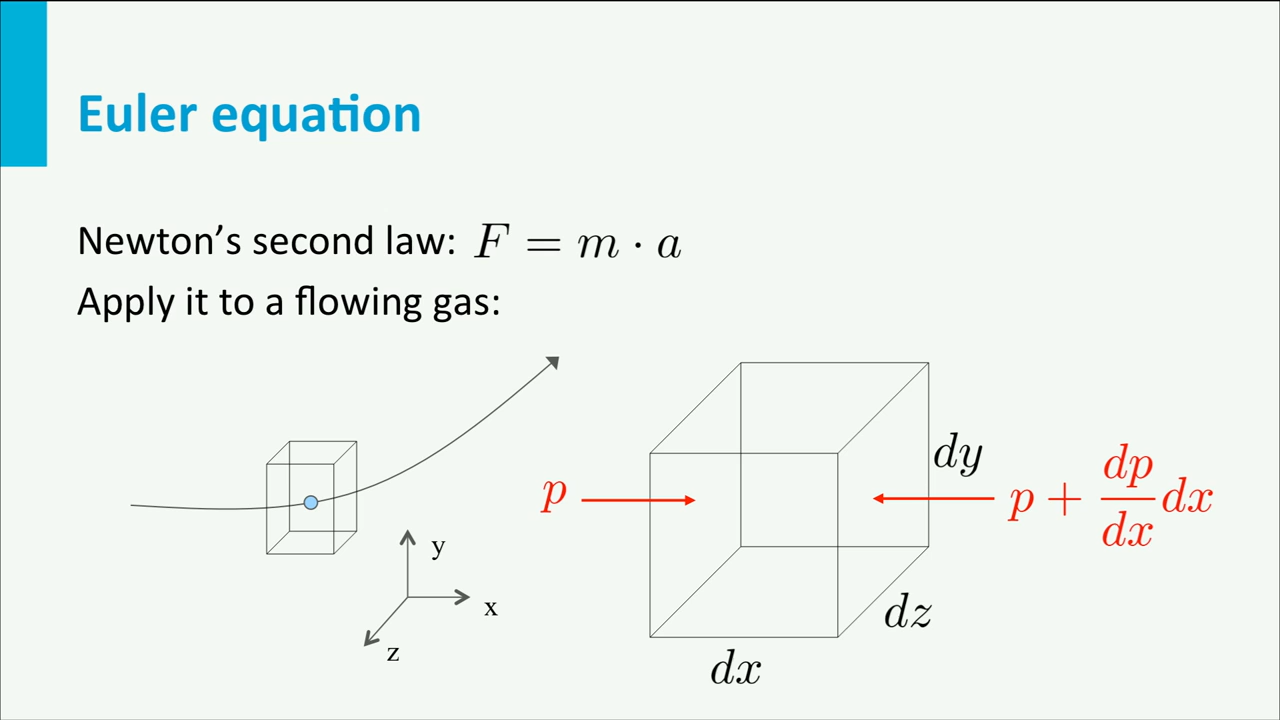 Euler equation
Newton’s second law: F = m · a
Apply it to a flowing gas:
dy
p
p + dp/dx dx
y
x
z
dz
dx